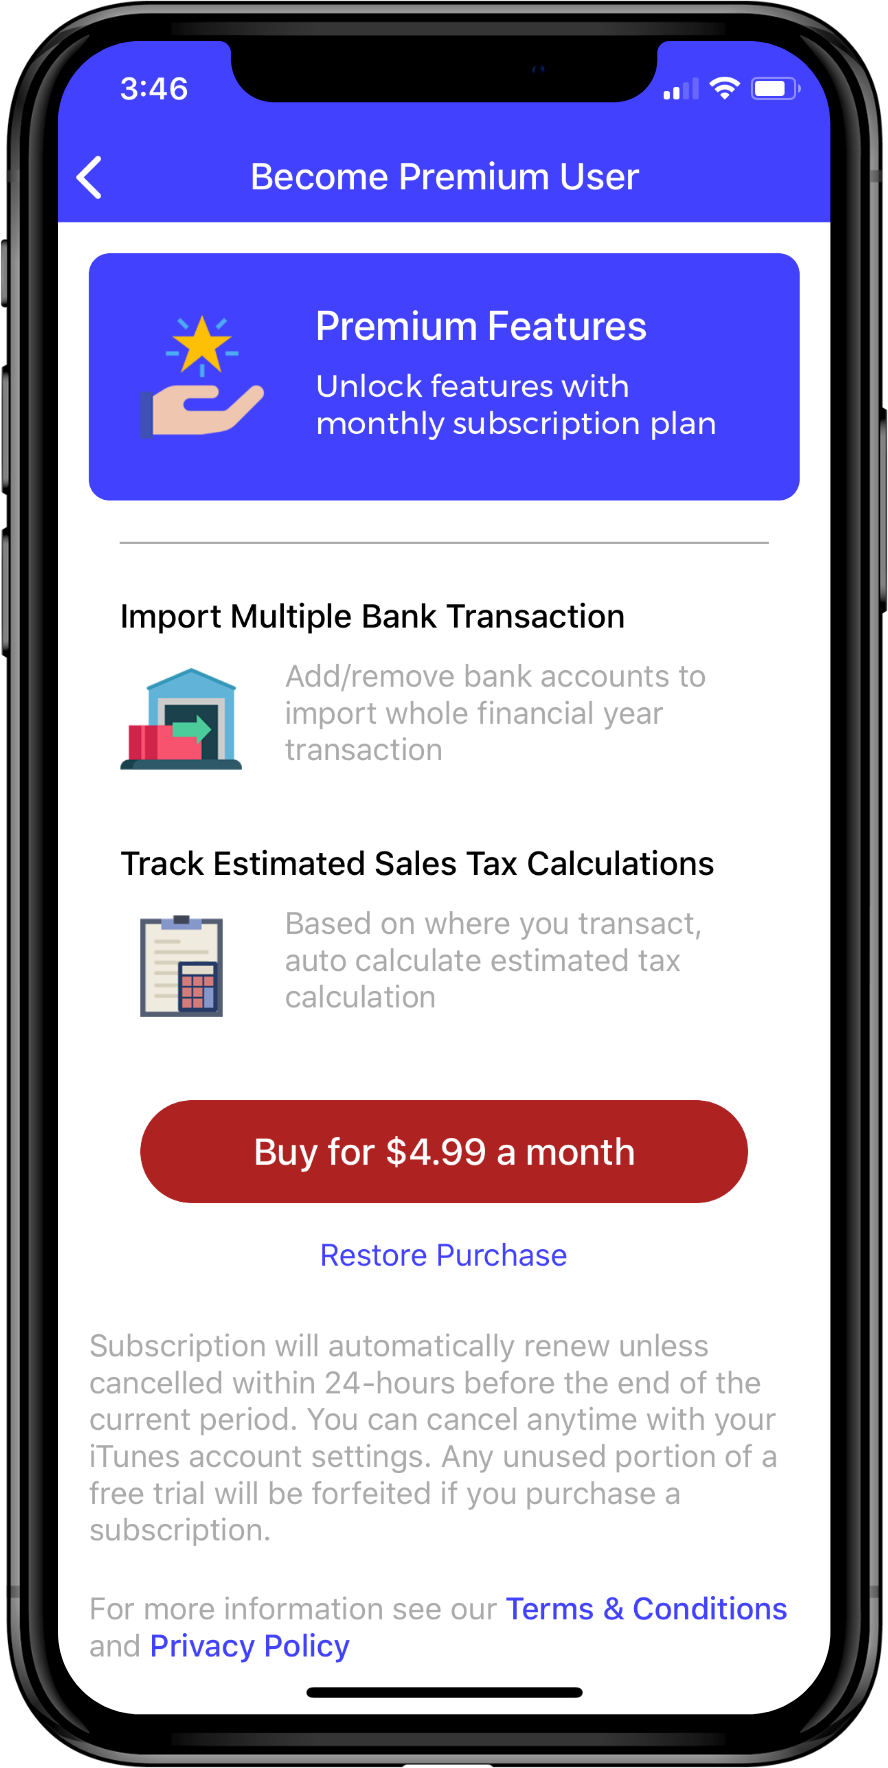 3:46
Become Premium User
Premium Features
Unlock features with
monthly subscription plan
Import Multiple Bank Transaction
Add/remove bank accounts to
import whole financial year
transaction
Track Estimated Sales Tax Calculations
Based on where you transact,
auto calculate estimated tax
calculation
Buy for $4.99 a month
Restore Purchase
Subscription will automatically renew unless
cancelled within 24-hours before the end of the
current period. You can cancel anytime with your
iTunes account settings. Any unused portion of a
free trial will be forfeited if you purchase a
subscription.
For more information see our Terms & Conditions
and Privacy Policy